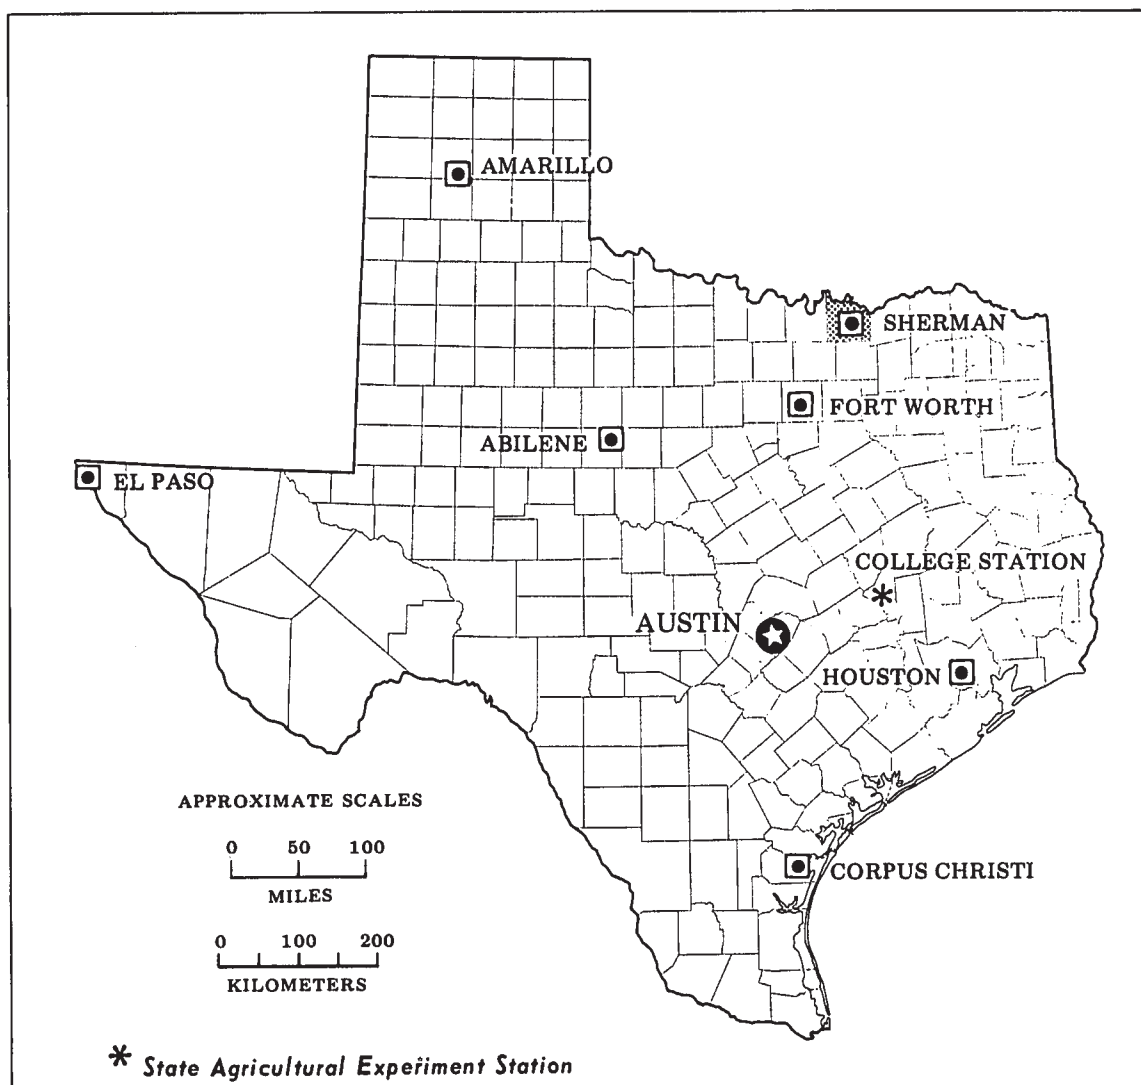 AMARILLO
SHERMAN
FORT WORTH
ABILENE
EL PASO
COLLEGE STATION
*
AUSTIN
HOUSTON
APPROXIMATE SCALES
0 50 100
MILES
CORPUS CHRISTI
0 100 200
KILOMETERS
* State Agricultural Experiment Station